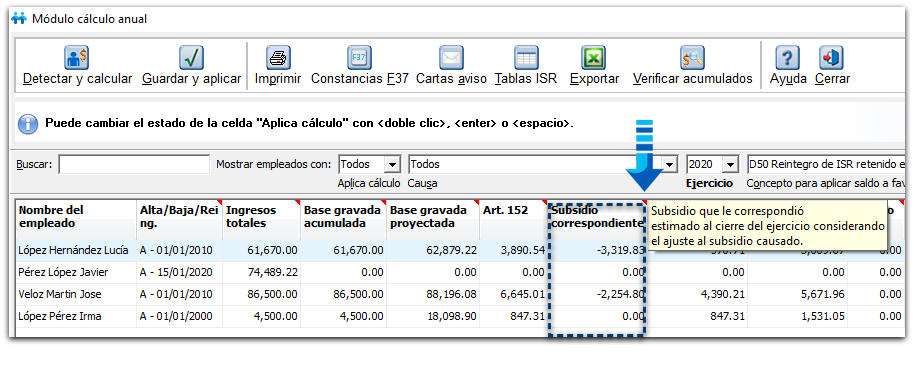 Módulo cálculo anual
Detectar y calcular Guardar y aplicar Imprimir Constancias F37 Cartas aviso Tablas ISR Exportar Verificar acumulados Ayuda Cerrar
Puede cambiar el estado de la celda "Aplica cálculo" con <doble clic>, <enter> o <espacio>.
Buscar: Mostrar empleados con: Todos Todos 2020 D50 Reintegro de ISR retenido e
Aplica cálculo Causa Ejercicio Concepto para aplicar saldo a fav
Nombre del empleado Alta/Baja/Rei ng. Ingresos totales Base gravada acumulada Base gravada proyectada Art. 152 Subsidio correspondiente
Subsidio que le correspondió
estimado al cierre del ejercicio considerando
el ajuste al subsidio causado.
López Hernández Lucía A - 01/01/2010 61,670.00 61,670.00 62,879.22 3,890.54 -3,319.83 0.00
Pérez López Javier A - 15/01/2020 74,489.22 0.00 0.00 0.00 0.00 0.00 0.00 0.00
Veloz Martin Jose A - 01/01/2010 86,500.00 86,500.00 88,196.08 6,645.01 -2,254.80 4,390.21 5,671.96 0.00
López Pérez Irma A - 01/01/2000 4,500.00 4,500.00 18,098.90 847.31 0.00 847.31 1,531.05 0.00